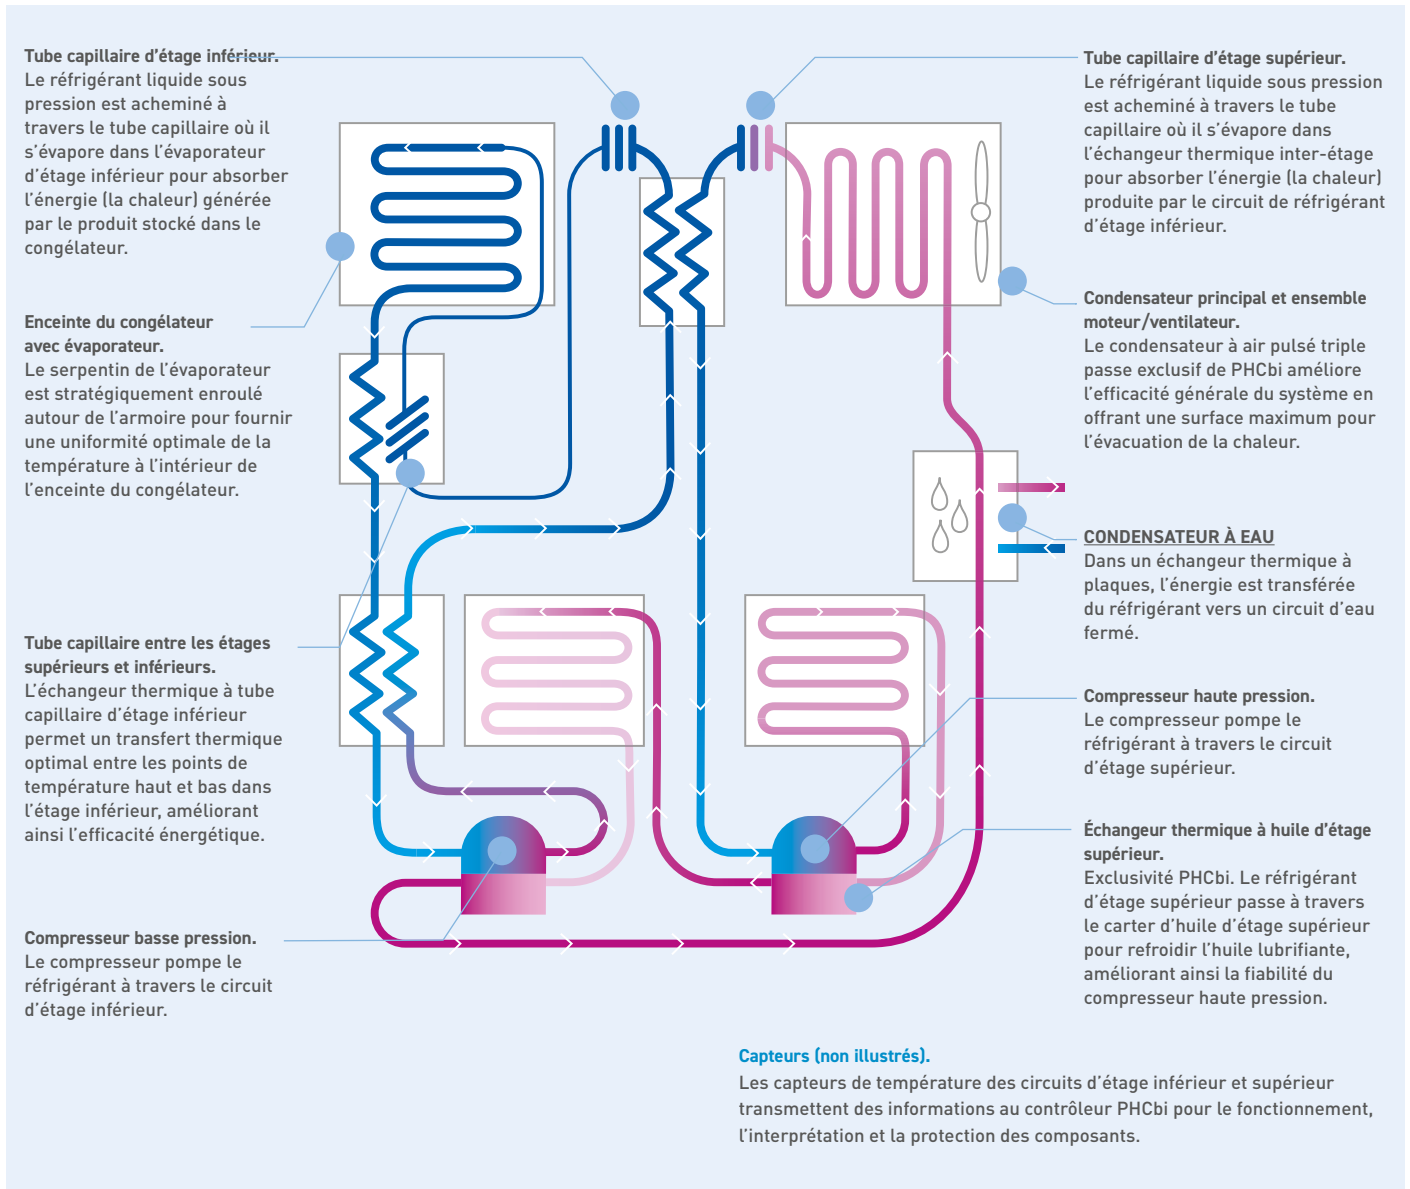 Tube capillaire d’étage inférieur.
Le réfrigérant liquide sous
pression est acheminé à
travers le tube capillaire où il
s’évapore dans l’évaporateur
d’étage inférieur pour absorber
l’énergie (la chaleur) générée
par le produit stocké dans le
congélateur.
Enceinte du congélateur
avec évaporateur.
Le serpentin de l’évaporateur
est stratégiquement enroulé
autour de l’armoire pour fournir
une uniformité optimale de la
température à l’intérieur de
l’enceinte du congélateur.
Tube capillaire entre les étages
supérieurs et inférieurs.
L’échangeur thermique à tube
capillaire d’étage inférieur
permet un transfert thermique
optimal entre les points de
température haut et bas dans
l’étage inférieur, améliorant
ainsi l’efficacité énergétique.
Compresseur basse pression.
Le compresseur pompe le
réfrigérant à travers le circuit
d’étage inférieur.
Tube capillaire d’étage supérieur.
Le réfrigérant liquide sous pression
est acheminé à travers le tube
capillaire où il s’évapore dans
l’échangeur thermique inter-étage
pour absorber l’énergie (la chaleur)
produite par le circuit de réfrigérant
d’étage inférieur.
Condensateur principal et ensemble
moteur/ventilateur.
Le condensateur à air pulsé triple
passe exclusif de PHCbi améliore
l’efficacité générale du système en
offrant une surface maximum pour
l’évacuation de la chaleur.
CONDENSATEUR À EAU
Dans un échangeur thermique à
plaques, l’énergie est transférée
du réfrigérant vers un circuit d’eau
fermé.
Compresseur haute pression.
Le compresseur pompe le
réfrigérant à travers le circuit
d’étage supérieur.
Échangeur thermique à huile d’étage
supérieur.
Exclusivité PHCbi. Le réfrigérant
d’étage supérieur passe à travers
le carter d’huile d’étage supérieur
pour refroidir l’huile lubrifiante,
améliorant ainsi la fiabilité du
compresseur haute pression.
Capteurs (non illustrés).
Les capteurs de température des circuits d’étage inférieur et supérieur
transmettent des informations au contrôleur PHCbi pour le fonctionnement,
l’interprétation et la protection des composants.